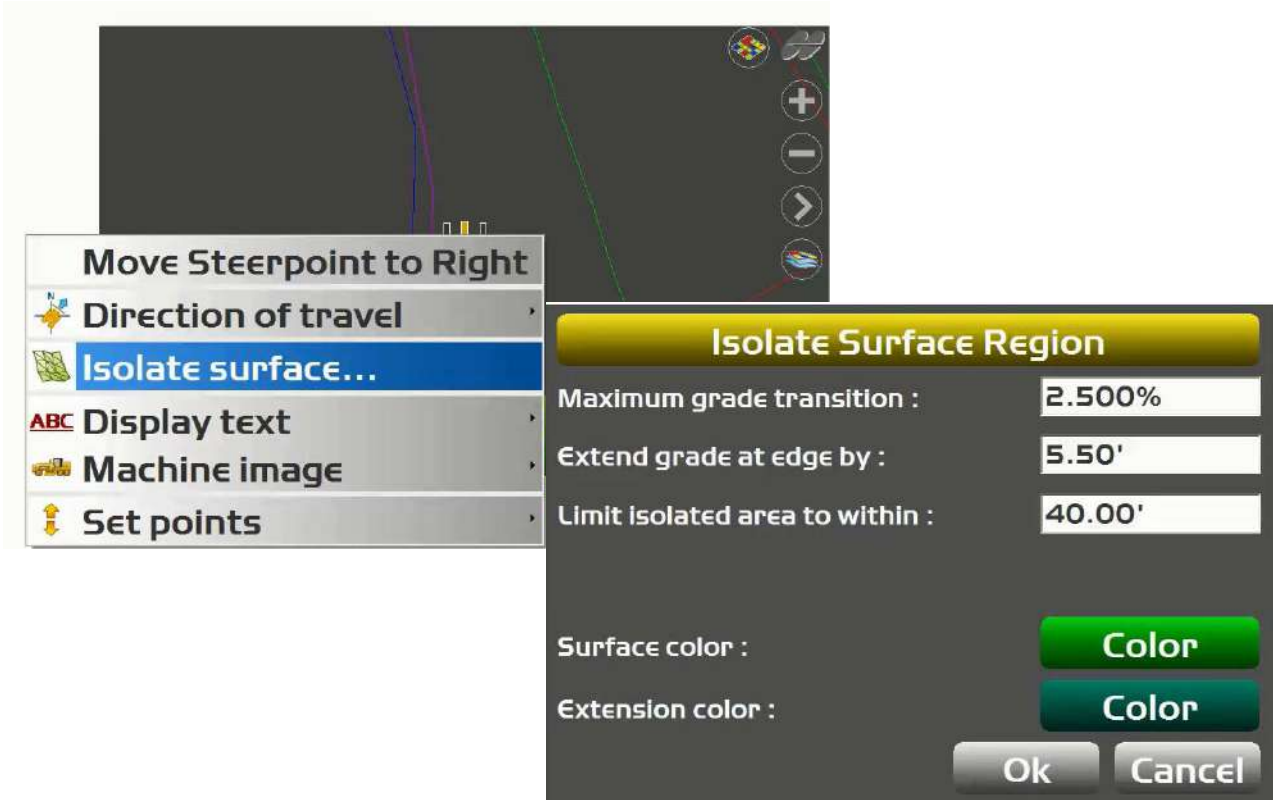 Move Steerpoint to Right
N
Direction of travel
Isolate surface...
ABC Display text
Machine image
Set points
Isolate Surface Region
Maximum grade transition : 2.500%
Extend grade at edge by : 5.50'
Limit isolated area to within : 40.00'
Surface color : Color
Extension color : Color
Ok Cancel